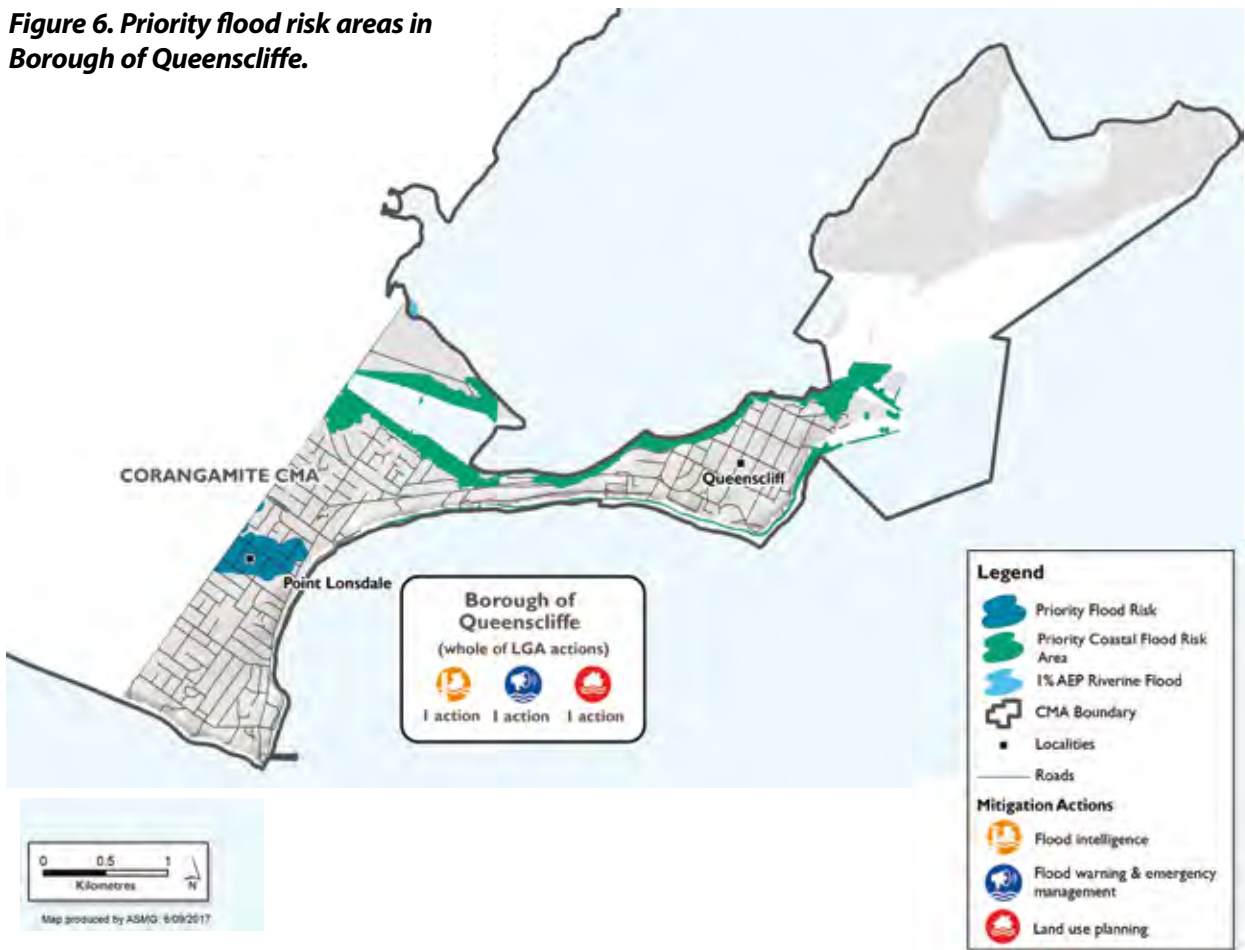 Figure 6. Priority flood risk areas in
Borough of Queenscliffe.
CORANGAMITE CMA
Queenscliff
Point Lonsdale
Borough of
Queenscliffe
(whole of LGA actions)
1 action 1 action 1 action
Legend
Priority Flood Risk
Priority Coastal Flood Risk
Area
1% AEP Riverine Flood
CMA Boundary
Localities
Roads
Mitigation Actions
Flood intelligence
Flood warning & emergency
management
Land use planning
0 0.5 1
Kilometres
N
Map produced by ASMG: 6/09/2017